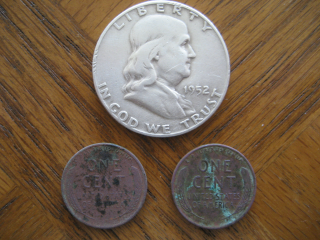 LIBERTY
1952
IN GOD WE TRUST
ONE
CENT
ONE
CENT